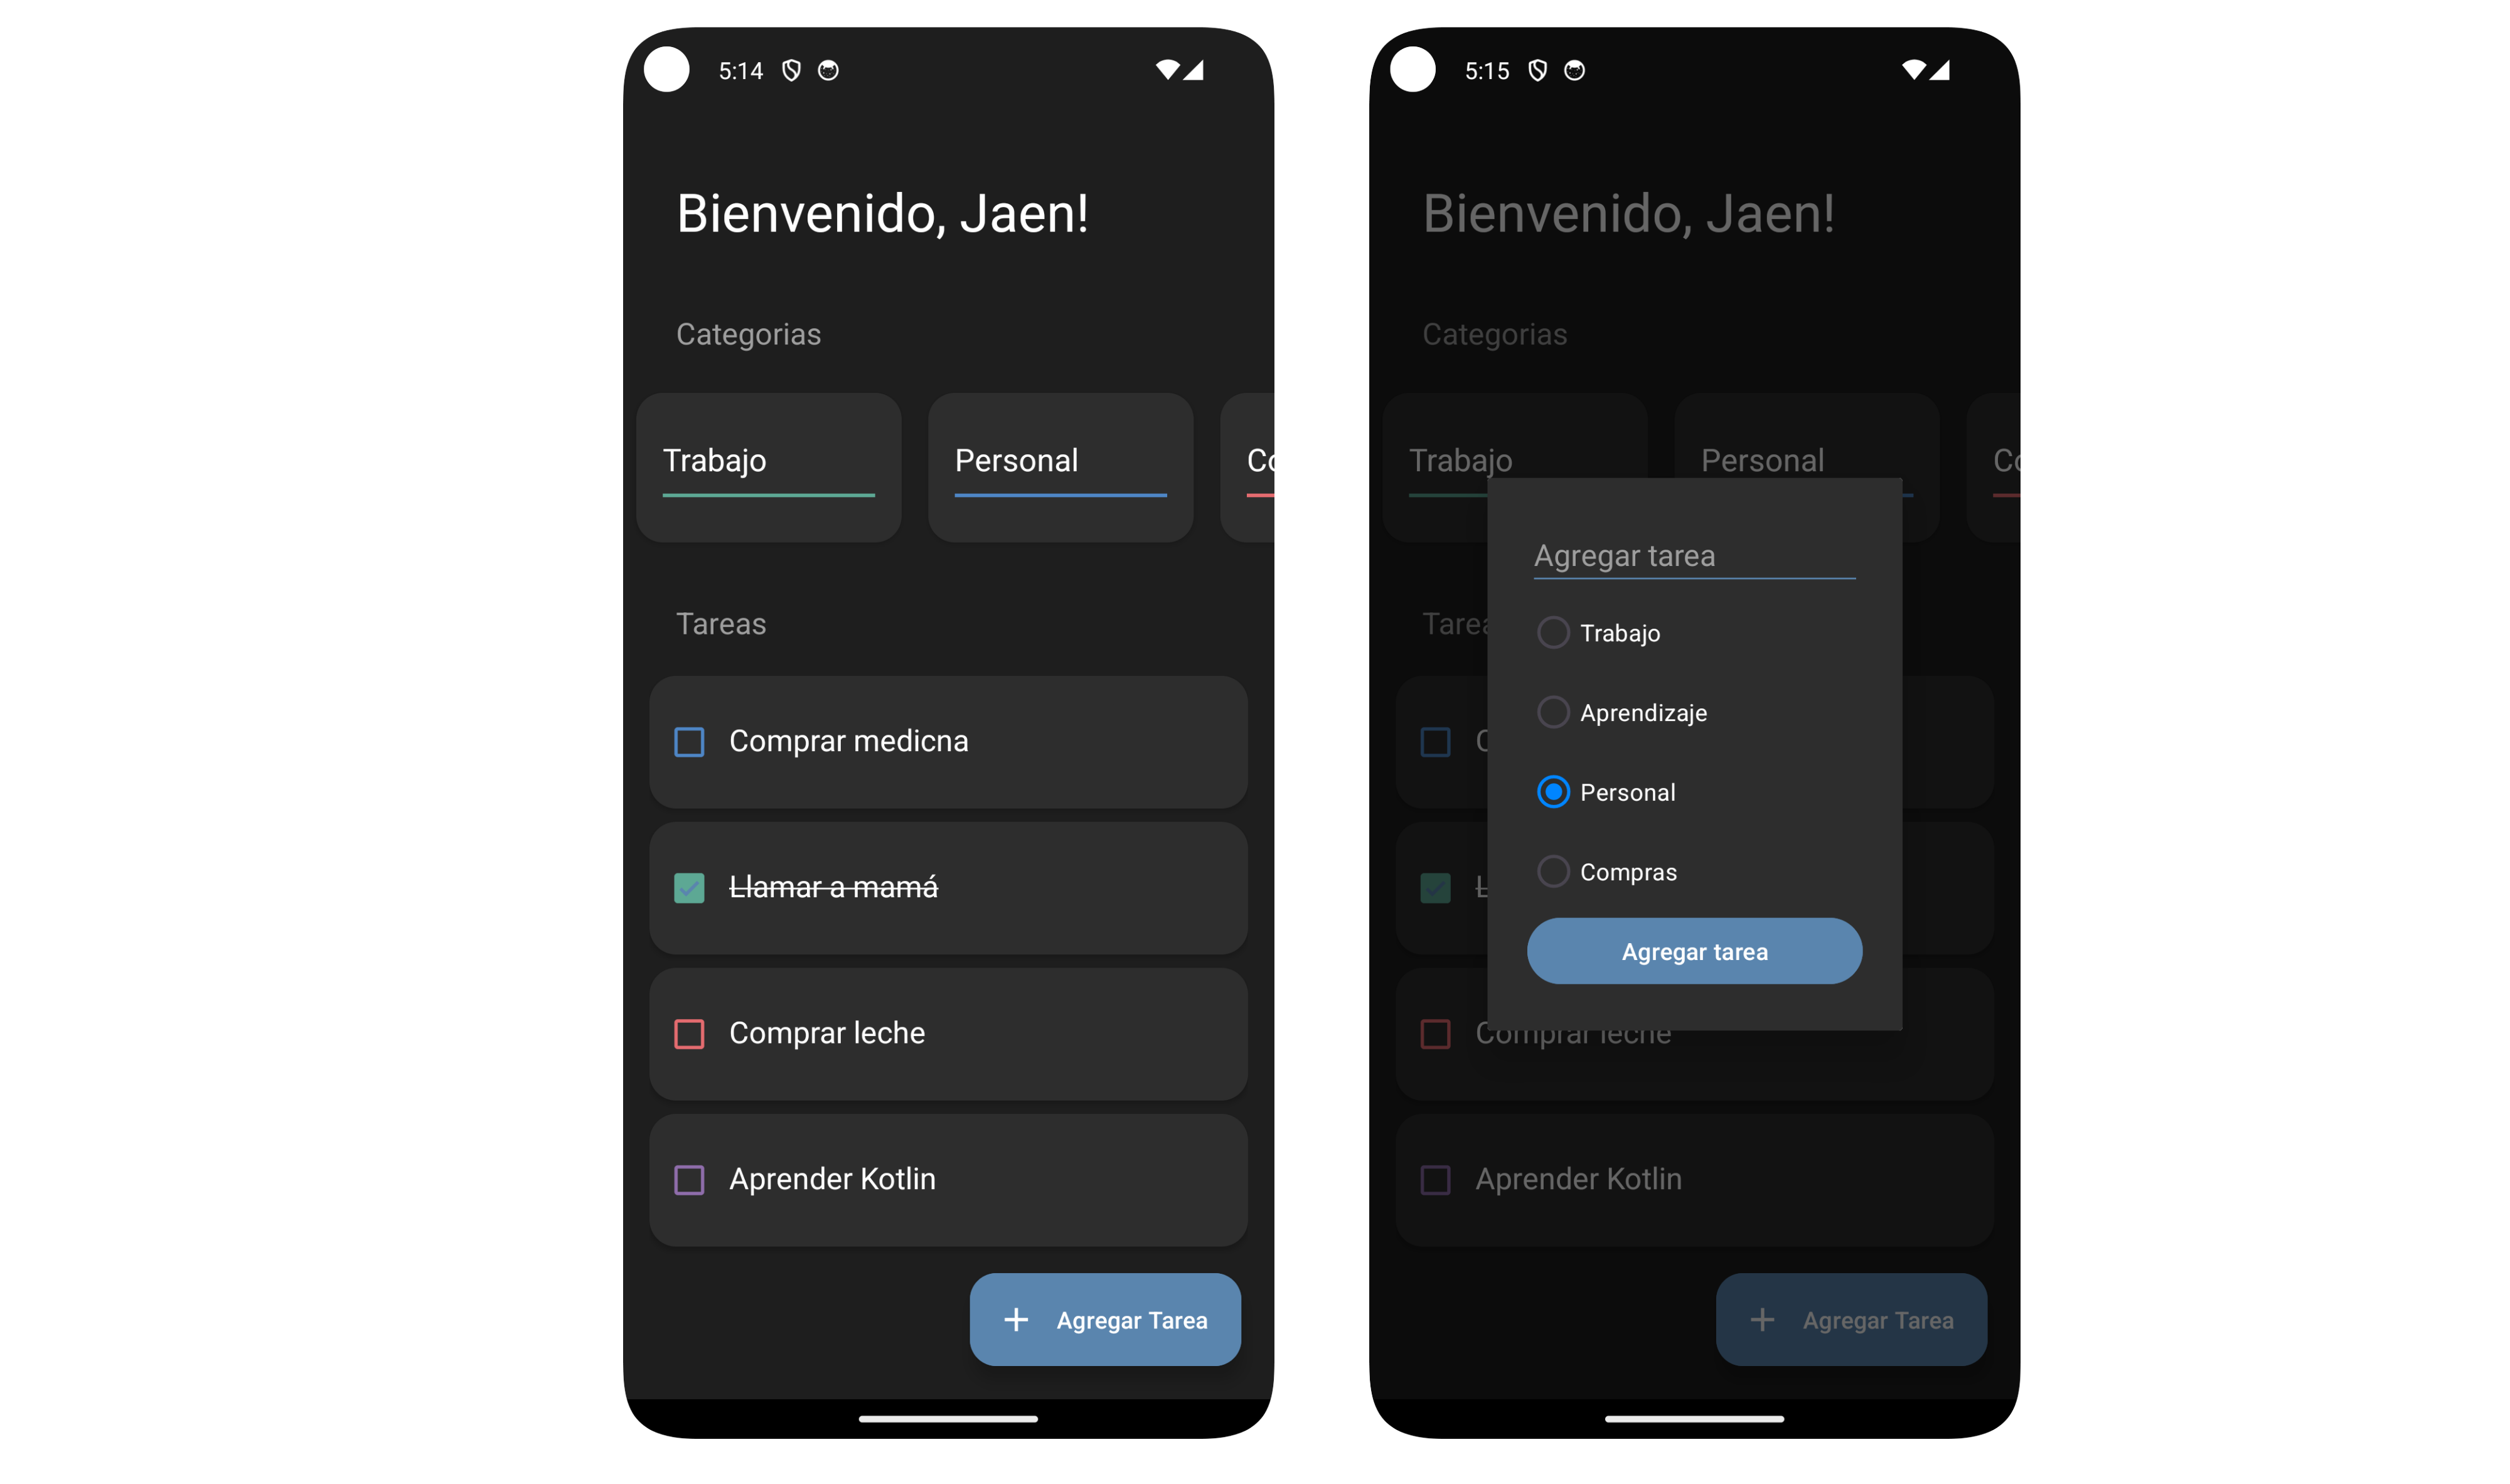 5:14
Bienvenido, Jaen!
Categorias
Trabajo
Personal
Co
Tareas
Comprar medicna
Llamar a mamá
Comprar leche
Aprender Kotlin
Agregar Tarea
5:15
Bienvenido, Jaen!
Categorias
Trabajo
Personal
Co
Tarea
Agregar tarea
Trabajo
Aprendizaje
Personal
Compras
Agregar tarea
C
L
Comprar leche
Aprender Kotlin
Agregar Tarea